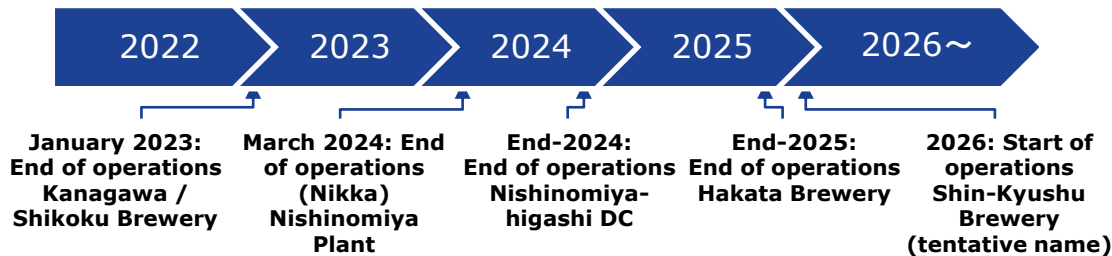 2022
2023
2024
2025
2026～
January 2023:
End of operations
Kanagawa /
Shikoku Brewery
March 2024: End
of operations
(Nikka)
Nishinomiya
Plant
End-2024:
End of operations
Nishinomiya-
higashi DC
End-2025:
End of operations
Hakata Brewery
2026: Start of
operations
Shin-Kyushu
Brewery
(tentative name)